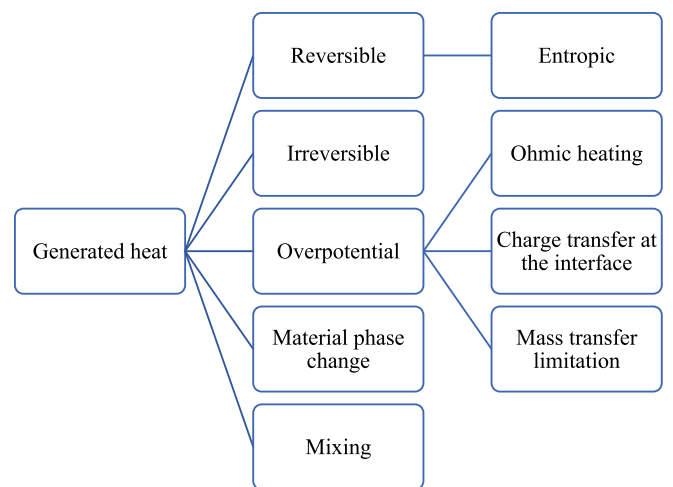 Generated heat
Reversible
Irreversible
Overpotential
Material phase
change
Mixing
Entropic
Ohmic heating
Charge transfer at
the interface
Mass transfer
limitation